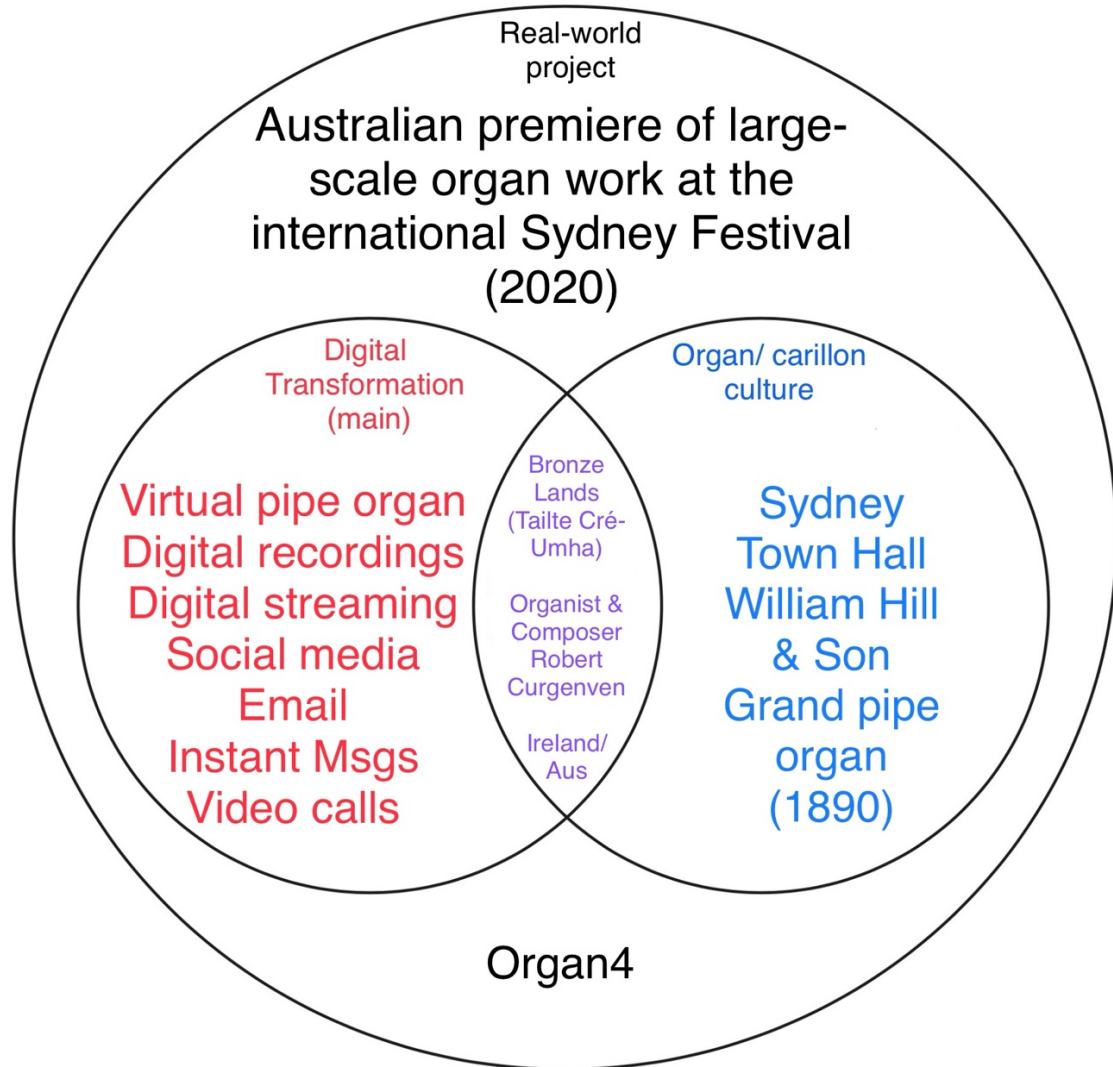 Real-world
project
Australian premiere of large-
scale organ work at the
international Sydney Festival
(2020)
Digital
Transformation
(main)
Virtual pipe organ
Digital recordings
Digital streaming
Social media
Email
Instant Msgs
Video calls
Bronze
Lands
(Tailte Cré-
Umha)
Organist &
Composer
Robert
Curgenven
Ireland/
Aus
Organ/ carillon
culture
Sydney
Town Hall
William Hill
& Son
Grand pipe
organ
(1890)
Organ4